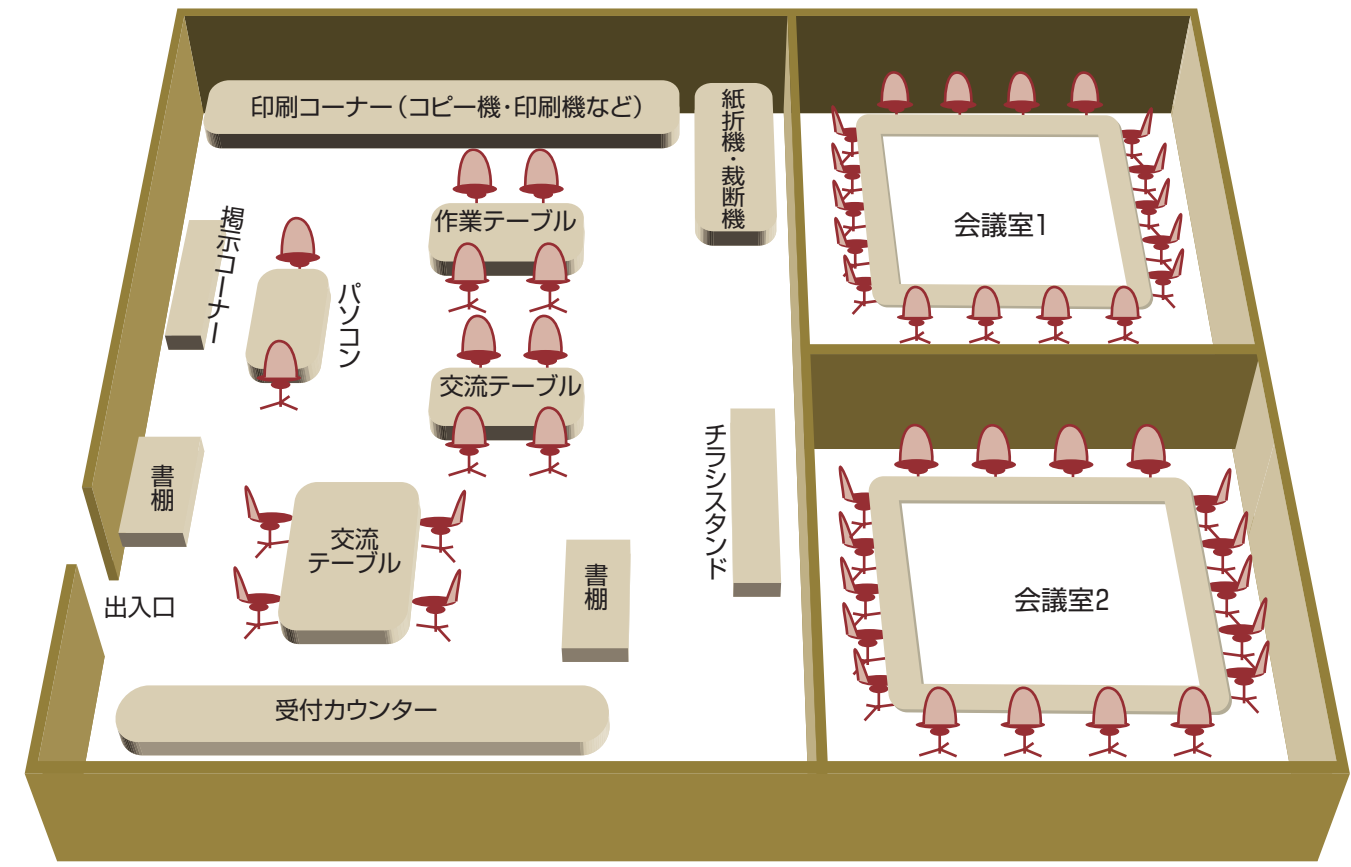 印刷コーナー（コピー機・印刷機など）
紙折機・裁断機
作業テーブル
掲示コーナー
パソコン
会議室1
交流テーブル
チラシスタンド
書棚
交流
テーブル
書棚
出入口
会議室2
受付カウンター